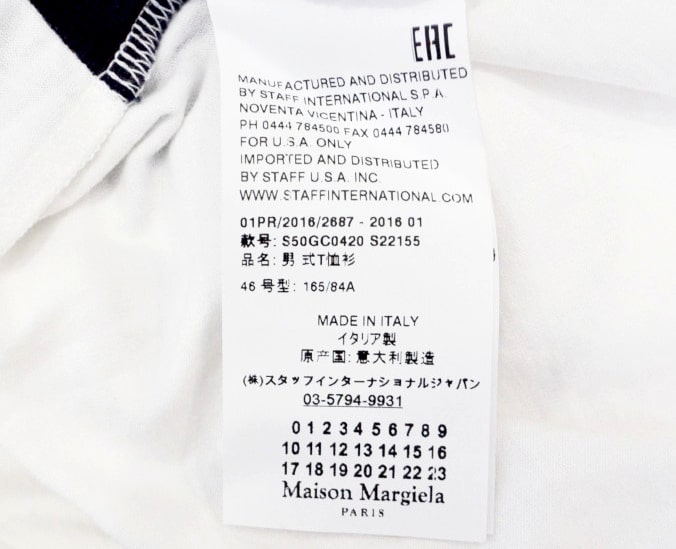 EAC
MANUFACTURED AND DISTRIBUTED
BY STAFF INTERNATIONAL S.P.A.
NOVENTA VICENTINA - ITALY
PH 0444 784500 FAX 0444 784580
FOR U.S.A. ONLY
IMPORTED AND DISTRIBUTED
BY STAFF U.S.A. INC.
WWW.STAFFINTERNATIONAL.COM
01PR/2016/2687 - 2016 01
款号: S50GC0420 S22155
品名: 男 式T恤衫
46 号型: 165/84A
MADE IN ITALY
イタリア製
原产国: 意大利製造
(株)スタッフインターナショナルジャパン
03-5794-9931
0 1 2 3 4 5 6 7 8 9
10 11 12 13 14 15 16
17 18 19 20 21 22 23
Maison Margiela
PARIS